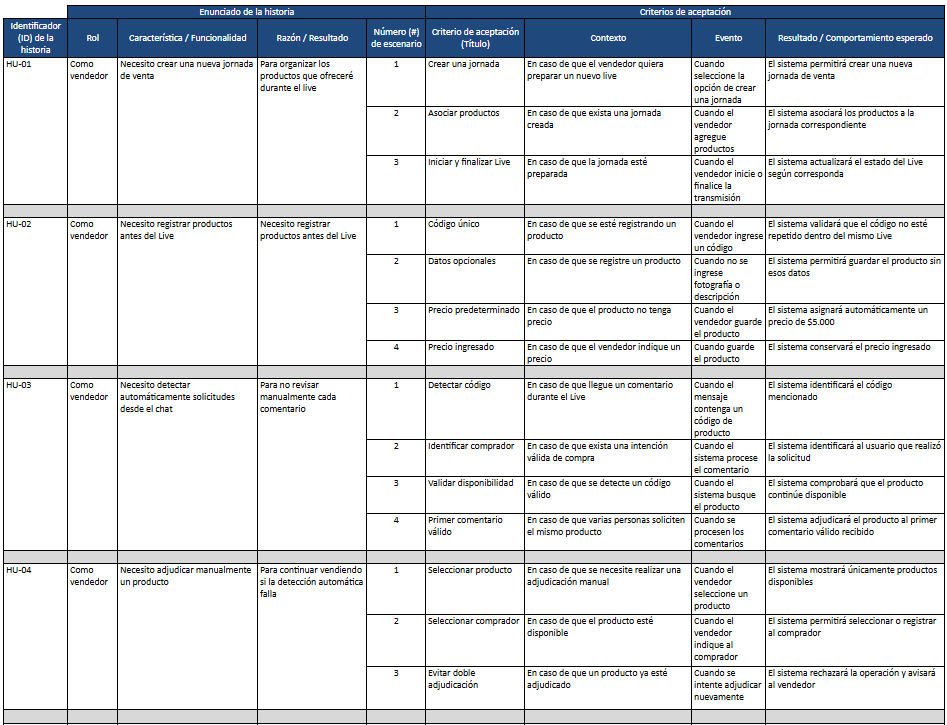 Enunciado de la historia
Criterios de aceptación
Identificador
(ID) de la
historia
Rol
Característica / Funcionalidad
Razón / Resultado
Número (#)
de escenario
Criterio de aceptación
(Título)
Contexto
Evento
Resultado / Comportamiento esperado
HU-01
Como
vendedor
Necesito crear una nueva jornada
de venta
Para organizar los
productos que ofreceré
durante el live
1
Crear una jornada
En caso de que el vendedor quiera
preparar un nuevo live
Cuando
seleccione la
opción de crear
una jornada
El sistema permitirá crear una nueva
jornada de venta
2
Asociar productos
En caso de que exista una jornada
creada
Cuando el
vendedor
agregue
productos
El sistema asociará los productos a la
jornada correspondiente
3
Iniciar y finalizar Live
En caso de que la jornada esté
preparada
Cuando el
vendedor inicie o
finalice la
transmisión
El sistema actualizará el estado del Live
según corresponda
HU-02
Como
vendedor
Necesito registrar productos
antes del Live
Necesito registrar
productos antes del Live
1
Código único
En caso de que se esté registrando un
producto
Cuando el
vendedor ingrese
un código
El sistema validará que el código no esté
repetido dentro del mismo Live
2
Datos opcionales
En caso de que se registre un producto
Cuando no se
ingrese
fotografía o
descripción
El sistema permitirá guardar el producto sin
esos datos
3
Precio predeterminado
En caso de que el producto no tenga
precio
Cuando el
vendedor guarde
el producto
El sistema asignará automáticamente un
precio de $5.000
4
Precio ingresado
En caso de que el vendedor indique un
precio
Cuando guarde
el producto
El sistema conservará el precio ingresado
HU-03
Como
vendedor
Necesito detectar
automáticamente solicitudes
desde el chat
Para no revisar
manualmente cada
comentario
1
Detectar código
En caso de que llegue un comentario
durante el Live
Cuando el
mensaje
contenga un
código de
producto
El sistema identificará el código
mencionado
2
Identificar comprador
En caso de que exista una intención
válida de compra
Cuando el
sistema procese
el comentario
El sistema identificará al usuario que realizó
la solicitud
3
Validar disponibilidad
En caso de que se detecte un código
válido
Cuando el
sistema busque
el producto
El sistema comprobará que el producto
continúe disponible
4
Primer comentario
válido
En caso de que varias personas soliciten
el mismo producto
Cuando se
procesen los
comentarios
El sistema adjudicará el producto al primer
comentario válido recibido
HU-04
Como
vendedor
Necesito adjudicar manualmente
un producto
Para continuar vendiendo
si la detección automática
falla
1
Seleccionar producto
En caso de que se necesite realizar una
adjudicación manual
Cuando el
vendedor
seleccione un
producto
El sistema mostrará únicamente productos
disponibles
2
Seleccionar comprador
En caso de que el producto esté
disponible
Cuando el
vendedor
indique al
comprador
El sistema permitirá seleccionar o registrar
al comprador
3
Evitar doble
adjudicación
En caso de que un producto ya esté
adjudicado
Cuando se
intente adjudicar
nuevamente
El sistema rechazará la operación y avisará
al vendedor